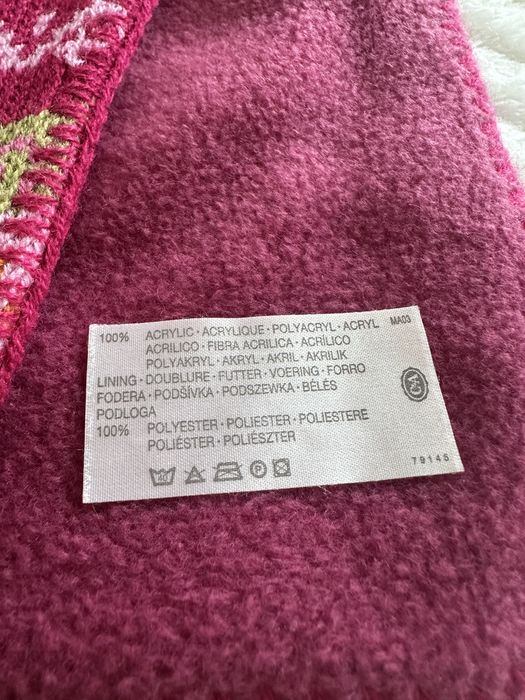 100% ACRYLIC · ACRYLIQUE · POLYACRYL · ACRYL
ACRILICO · FIBRA ACRILICA · ACRÍLICO
POLYAKRYL · AKRYL · AKRIL · AKRILIK
LINING · DOUBLURE · FUTTER · VOERING · FORRO
FODERA · PODŠÍVKA · PODSZEWKA · BÉLÉS
PODLOGA
100% POLYESTER · POLIESTER · POLIESTERE
POLIÉSTER · POLIÉSZTER
MA03
C&A
40
P
79145